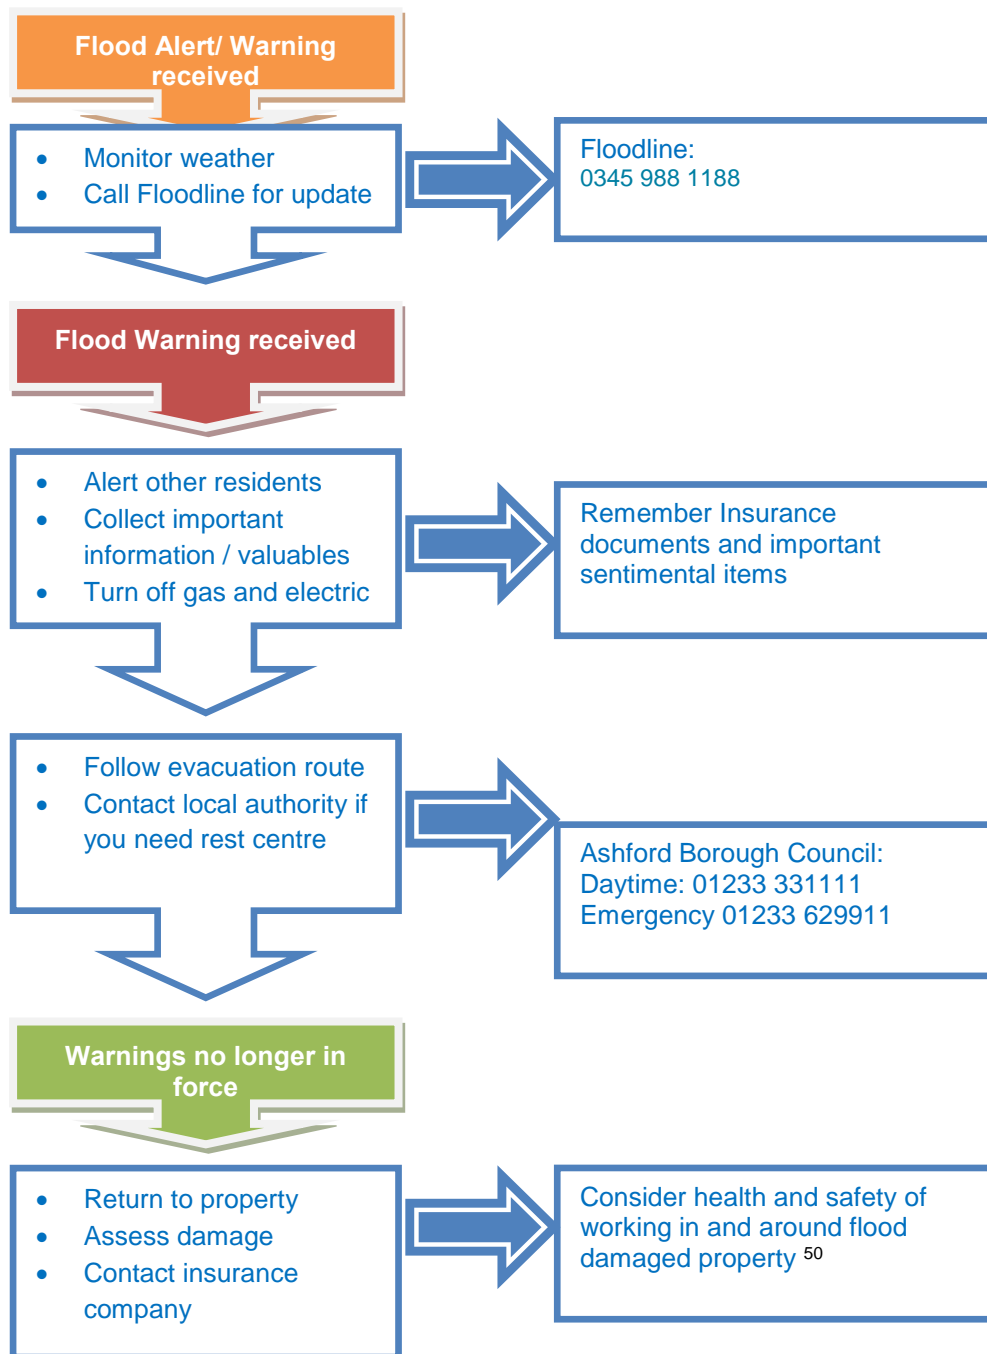 Flood Alert/ Warning
received
• Monitor weather
• Call Floodline for update
Floodline:
0345 988 1188
Flood Warning received
• Alert other residents
• Collect important
information / valuables
• Turn off gas and electric
Remember Insurance
documents and important
sentimental items
• Follow evacuation route
• Contact local authority if
you need rest centre
Ashford Borough Council:
Daytime: 01233 331111
Emergency 01233 629911
Warnings no longer in
force
• Return to property
• Assess damage
• Contact insurance
company
Consider health and safety of
working in and around flood
damaged property 50